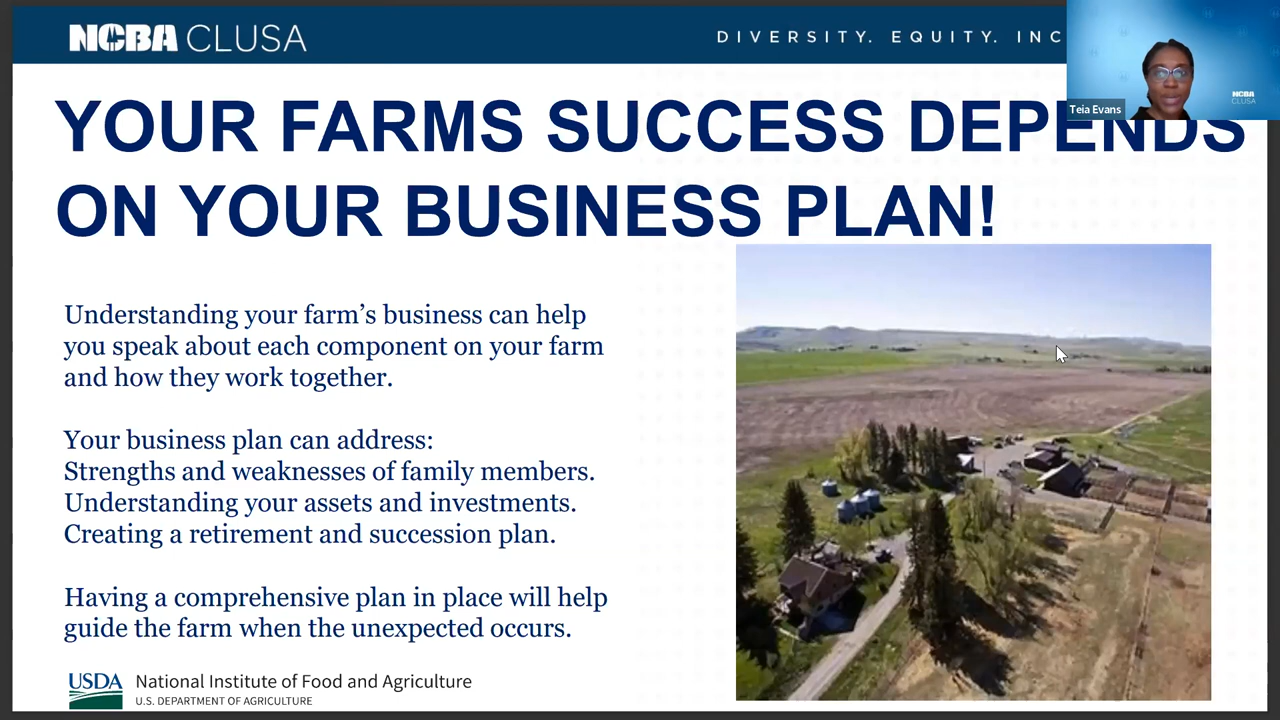 NCBA CLUSA
DIVERSITY. EQUITY. INC
Teia Evans
NCBA
CLUSA
YOUR FARMS SUCCESS DEPENDS
ON YOUR BUSINESS PLAN!
Understanding your farm’s business can help
you speak about each component on your farm
and how they work together.
Your business plan can address:
Strengths and weaknesses of family members.
Understanding your assets and investments.
Creating a retirement and succession plan.
Having a comprehensive plan in place will help
guide the farm when the unexpected occurs.
USDA National Institute of Food and Agriculture
U.S. DEPARTMENT OF AGRICULTURE